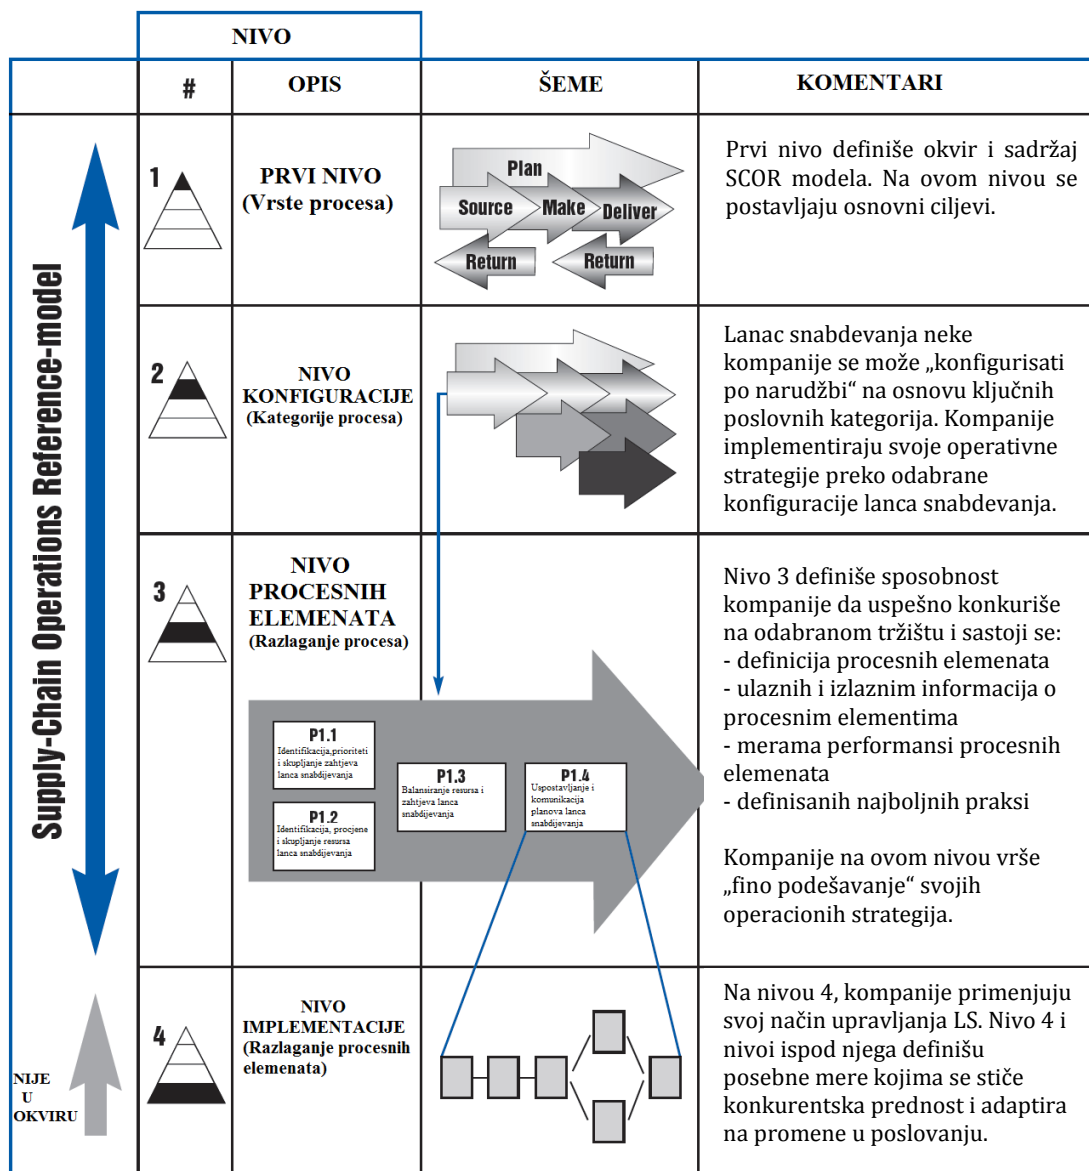 NIVO
#
OPIS
ŠEME
KOMENTARI
Supply-Chain Operations Reference-model
1
PRVI NIVO
(Vrste procesa)
Plan
Source
Make
Deliver
Return
Return
Prvi nivo definiše okvir i sadržaj
SCOR modela. Na ovom nivou se
postavljaju osnovni ciljevi.
2
NIVO
KONFIGURACIJE
(Kategorije procesa)
Lanac snabdevanja neke
kompanije se može „konfigurisati
po narudžbi“ na osnovu ključnih
poslovnih kategorija. Kompanije
implementiraju svoje operativne
strategije preko odabrane
konfiguracije lanca snabdevanja.
3
NIVO
PROCESNIH
ELEMENATA
(Razlaganje procesa)
P1.1
Identifikacija,prioriteti
i skupljanje zahtjeva
lanca snabdijevanja
P1.2
Identifikacija, procjene
i skupljanje resursa
lanca snabdijevanja
P1.3
Balansiranje resursa i
zahtjeva lanca
snabdijevanja
P1.4
Uspostavljanje i
komunikacija
planova lanca
snabdijevanja
Nivo 3 definiše sposobnost
kompanije da uspešno konkuriše
na odabranom tržištu i sastoji se:
- definicija procesnih elemenata
- ulaznih i izlaznim informacija o
procesnim elementima
- merama performansi procesnih
elemenata
- definisanih najboljnih praksi
Kompanije na ovom nivou vrše
„fino podešavanje“ svojih
operacionih strategija.
NIJE
U
OKVIRU
4
NIVO
IMPLEMENTACIJE
(Razlaganje procesnih
elemenata)
Na nivou 4, kompanije primenjuju
svoj način upravljanja LS. Nivo 4 i
nivoi ispod njega definišu
posebne mere kojima se stiče
konkurentska prednost i adaptira
na promene u poslovanju.